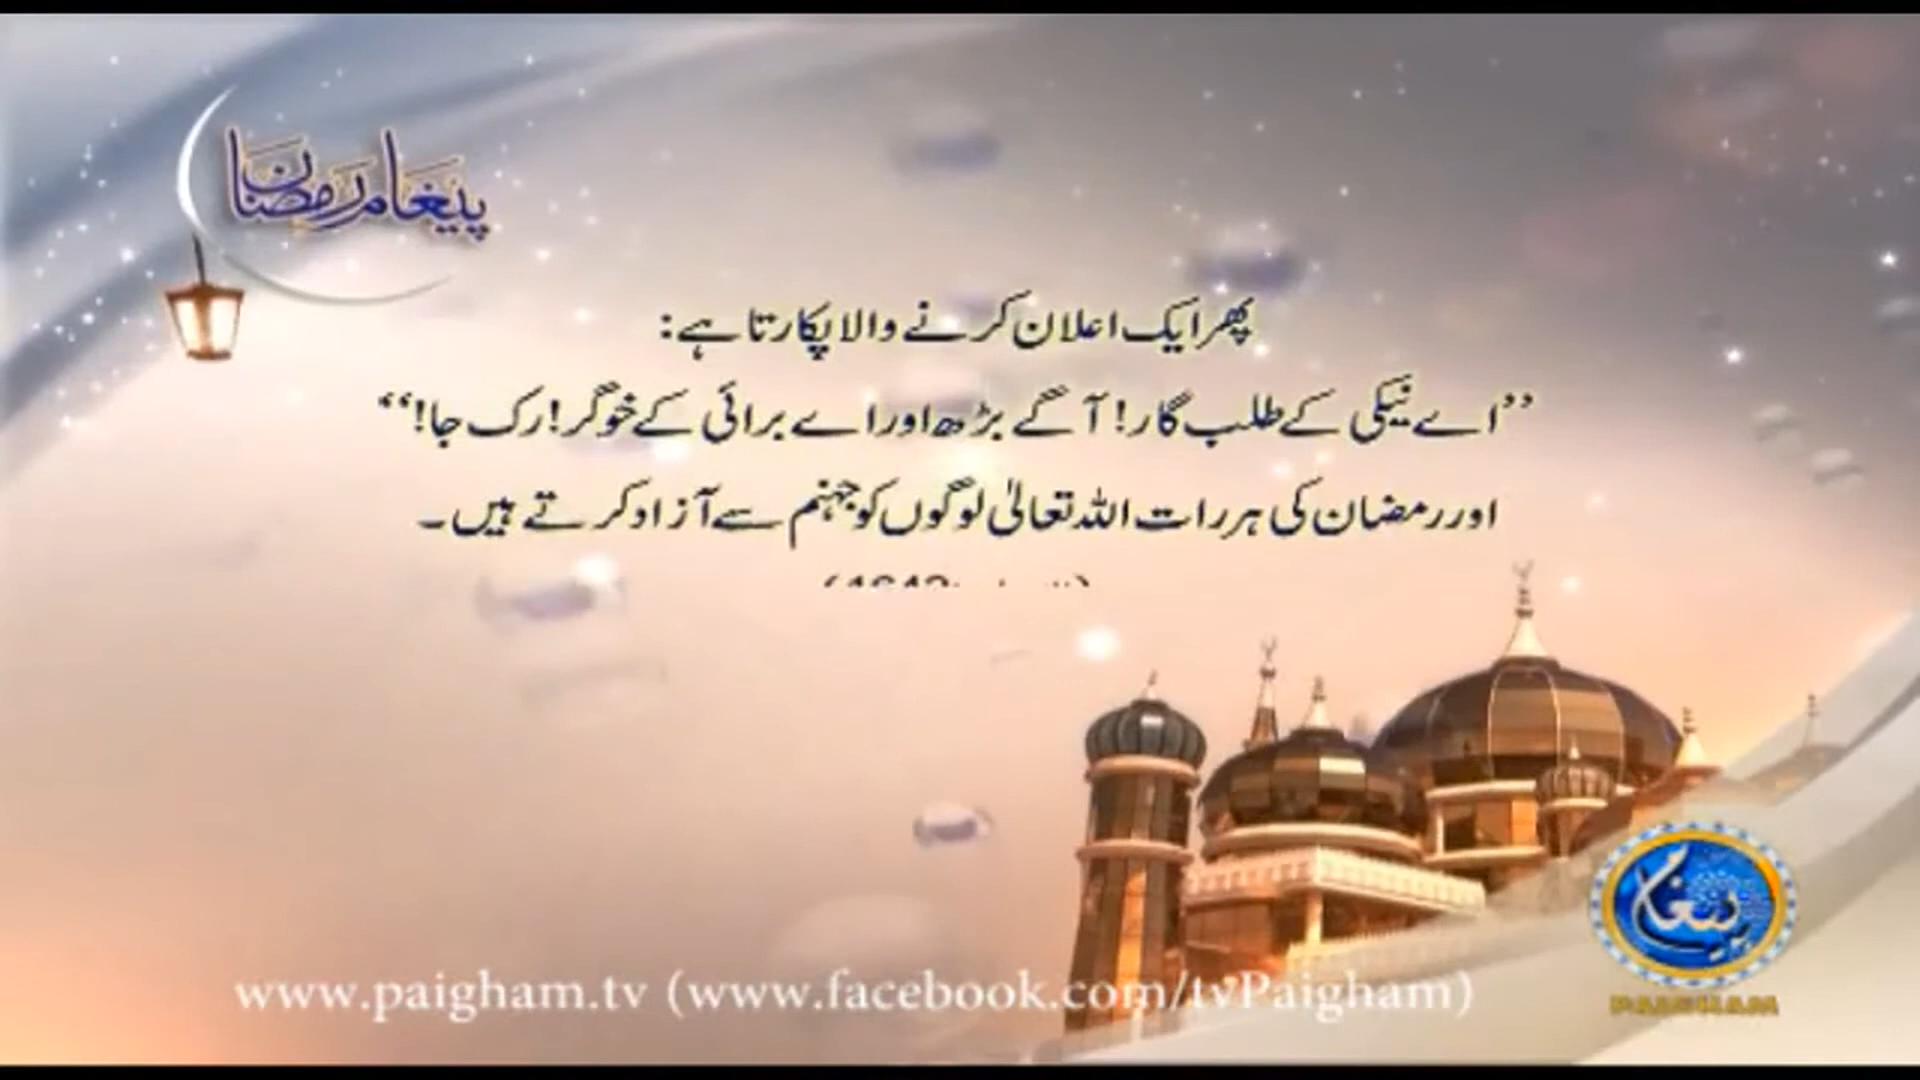 پیغام رمضان
پھر ایک اعلان کرنے والا پکارتا ہے:
”اے نیکی کے طلب گار! آگے بڑھ اور اے برائی کے خوگر! رک جا!“
اور رمضان کی ہر رات اللہ تعالیٰ لوگوں کو جہنم سے آزاد کرتے ہیں۔
www.paigham.tv (www.facebook.com/tvPaigham)
پیغام
PAIGHAM